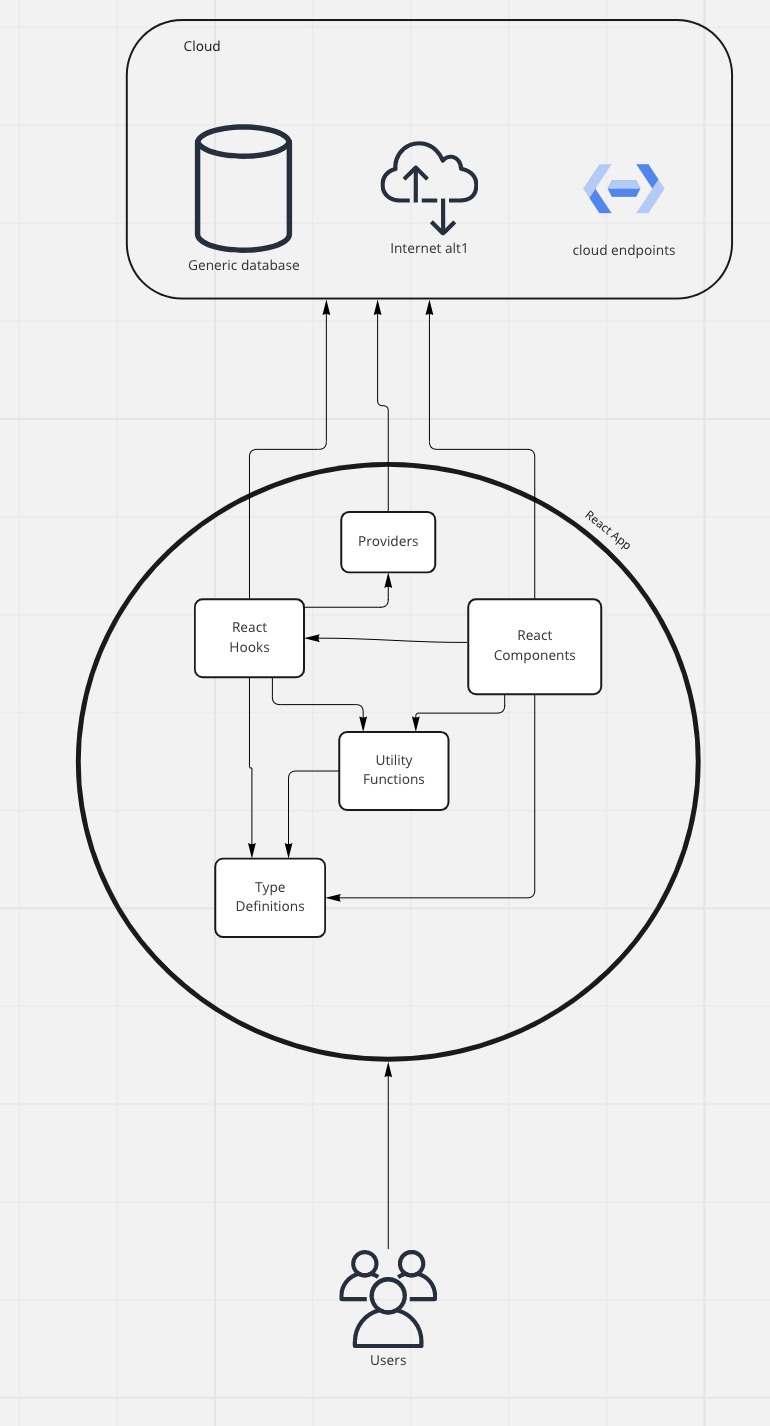 Cloud
Generic database
Internet alt1
cloud endpoints
React App
Providers
React
Hooks
React
Components
Utility
Functions
Type
Definitions
Users